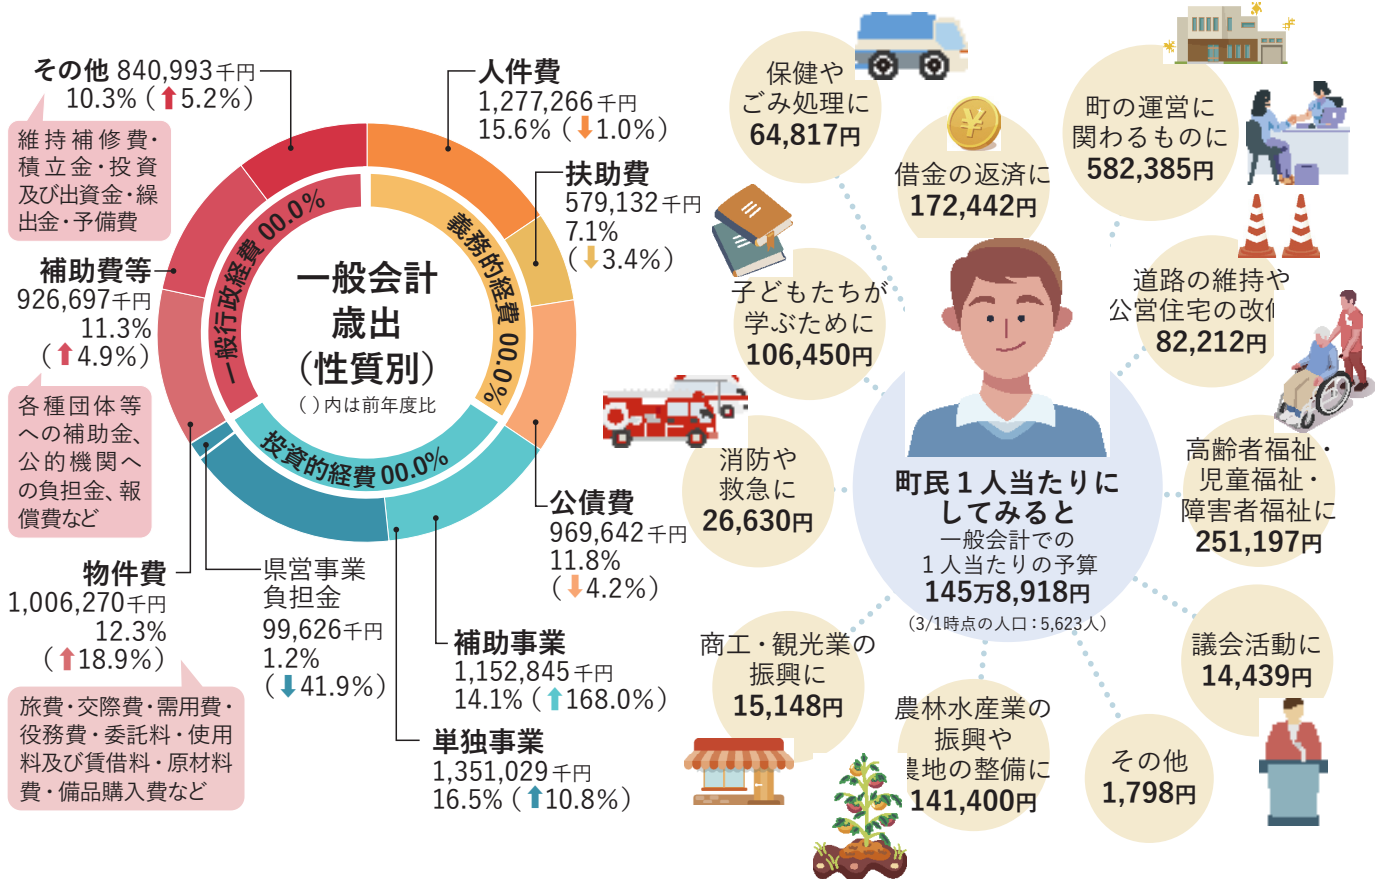 その他 840,993千円
10.3%（⬆5.2%）
維持補修費・
積立金・投資
及び出資金・繰
出金・予備費
補助費等
926,697千円
11.3%
（⬆4.9%）
各種団体等
への補助金、
公的機関へ
の負担金、報
償費など
物件費
1,006,270千円
12.3%
（⬆18.9%）
旅費・交際費・需用費・
役務費・委託料・使用
料及び賃借料・原材料
費・備品購入費など
県営事業
負担金
99,626千円
1.2%
（⬇41.9%）
人件費
1,277,266千円
15.6%（⬇1.0%）
扶助費
579,132千円
7.1%
（⬇3.4%）
公債費
969,642千円
11.8%
（⬇4.2%）
補助事業
1,152,845千円
14.1%（⬆168.0%）
単独事業
1,351,029千円
16.5%（⬆10.8%）
一般行政経費 00.0%
義務的経費 00.0%
投資的経費 00.0%
一般会計
歳出
（性質別）
（ ）内は前年度比
保健や
ごみ処理に
64,817円
借金の返済に
172,442円
町の運営に
関わるものに
582,385円
子どもたちが
学ぶために
106,450円
道路の維持や
公営住宅の改修
82,212円
消防や
救急に
26,630円
高齢者福祉・
児童福祉・
障害者福祉に
251,197円
町民1人当たりに
してみると
一般会計での
1人当たりの予算
145万8,918円
（3/1時点の人口：5,623人）
商工・観光業の
振興に
15,148円
農林水産業の
振興や
農地の整備に
141,400円
その他
1,798円
議会活動に
14,439円